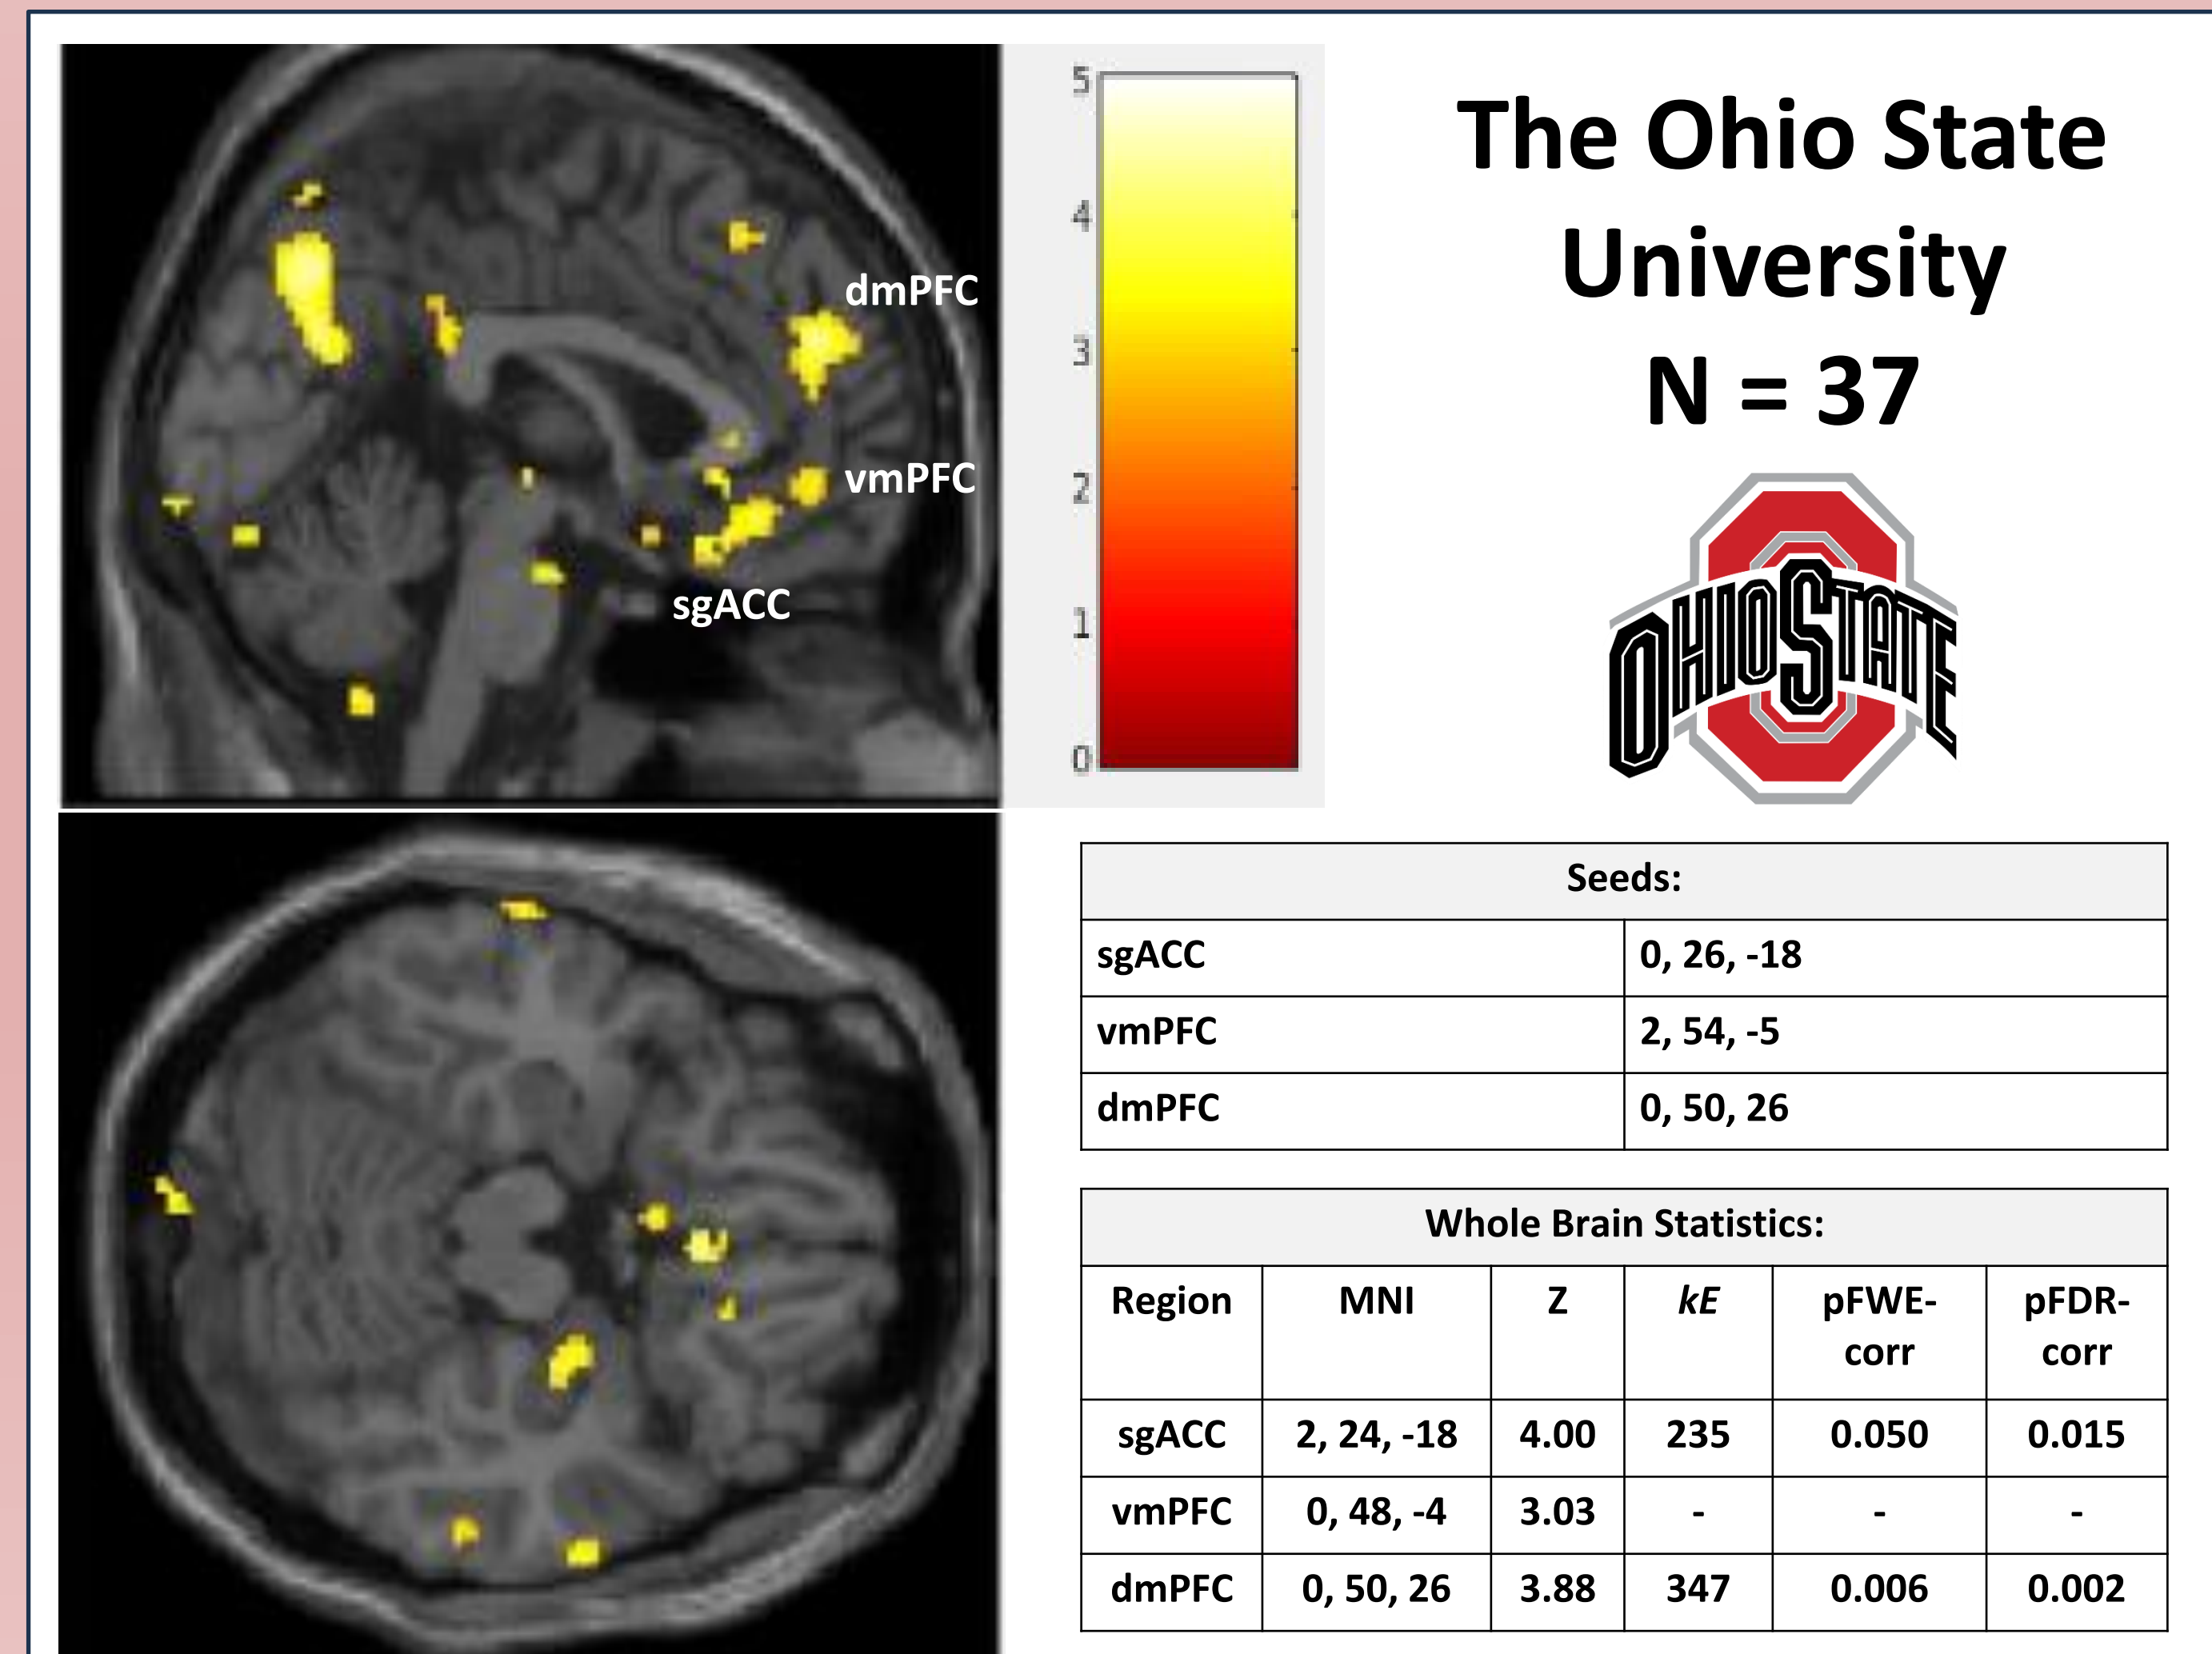 dmPFC
vmPFC
sgACC
5
4
3
2
1
0
The Ohio State
University
N = 37
OHIO STATE
Seeds:
sgACC 0, 26, -18
vmPFC 2, 54, -5
dmPFC 0, 50, 26
Whole Brain Statistics:
Region MNI Z kE pFWE-corr pFDR-corr
sgACC 2, 24, -18 4.00 235 0.050 0.015
vmPFC 0, 48, -4 3.03 - - -
dmPFC 0, 50, 26 3.88 347 0.006 0.002